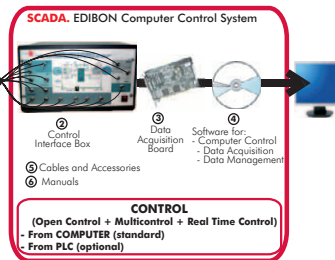 SCADA. EDIBON Computer Control System
② Control Interface Box
③ Data Acquisition Board
④ Software for:
- Computer Control
- Data Acquisition
- Data Management
⑤ Cables and Accessories
⑥ Manuals
CONTROL
(Open Control + Multicontrol + Real Time Control)
- From COMPUTER (standard)
- From PLC (optional)